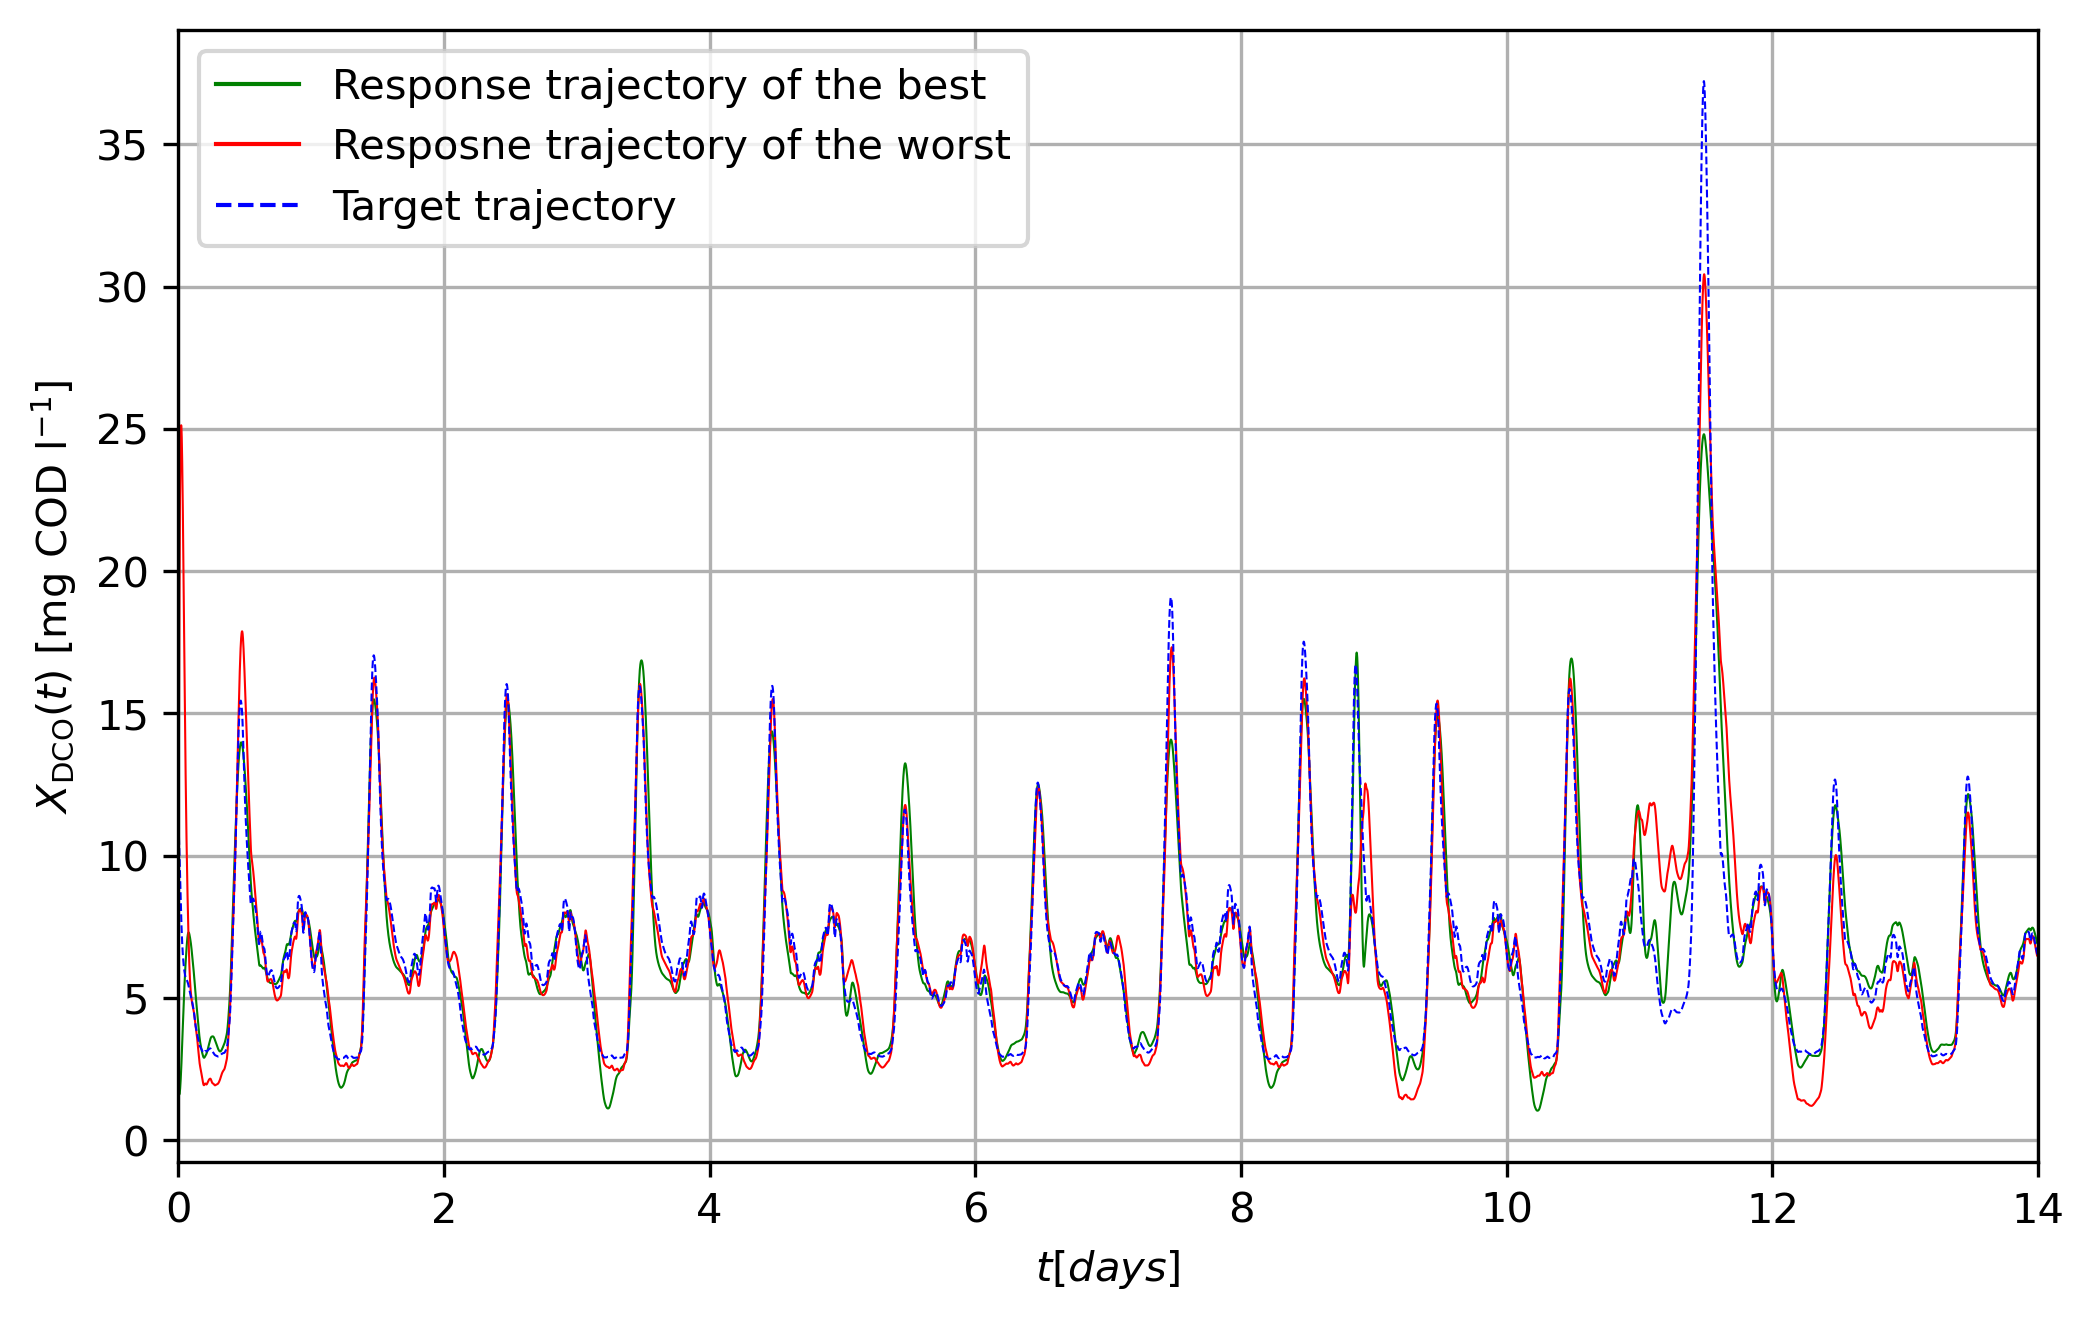 Response trajectory of the best
Resposne trajectory of the worst
Target trajectory
35
30
25
20
15
10
5
0
X_DCO(t) [mg COD l⁻¹]
0 2 4 6 8 10 12 14
t[days]